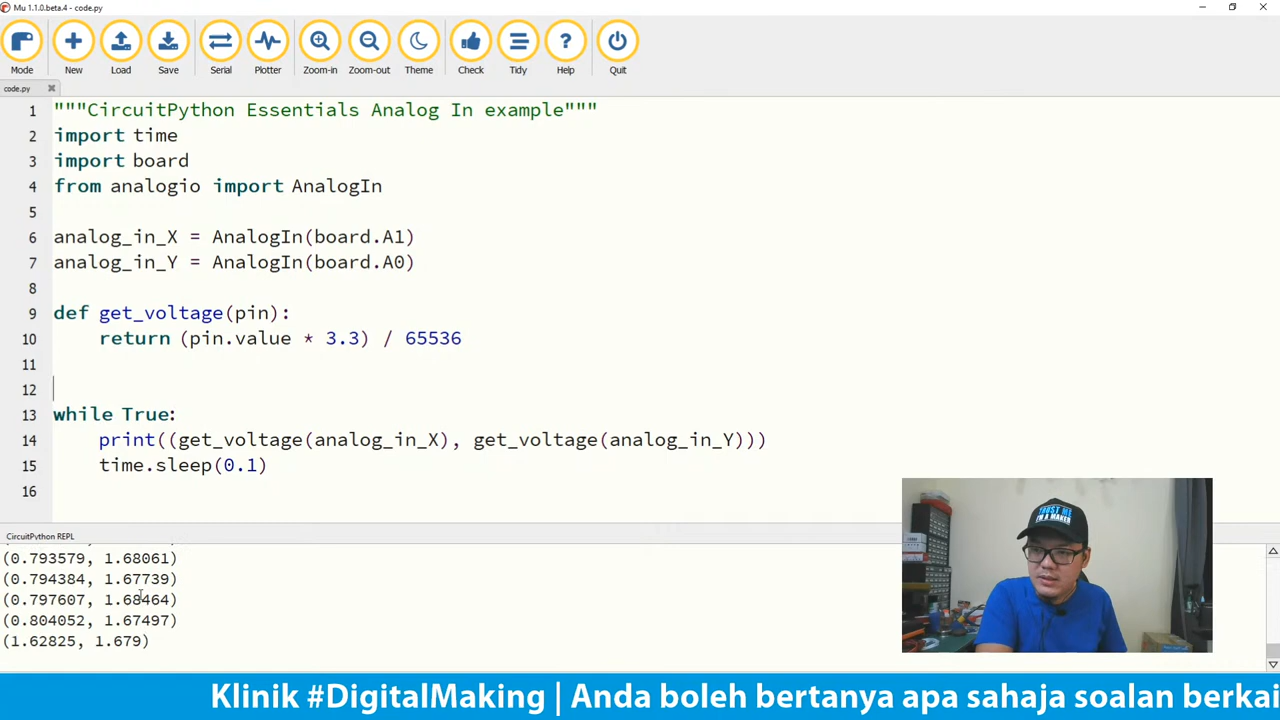 Mu 1.1.0.beta.4 - code.py
Mode New Load Save Serial Plotter Zoom-in Zoom-out Theme Check Tidy Help Quit
code.py
1 """CircuitPython Essentials Analog In example"""
2 import time
3 import board
4 from analogio import AnalogIn
5
6 analog_in_X = AnalogIn(board.A1)
7 analog_in_Y = AnalogIn(board.A0)
8
9 def get_voltage(pin):
10 return (pin.value * 3.3) / 65536
11
12
13 while True:
14 print((get_voltage(analog_in_X), get_voltage(analog_in_Y)))
15 time.sleep(0.1)
16
CircuitPython REPL
(0.793579, 1.68061)
(0.794384, 1.67739)
(0.797607, 1.68464)
(0.804052, 1.67497)
(1.62825, 1.679)
TRUST ME
I'M A MAKER
Klinik #DigitalMaking | Anda boleh bertanya apa sahaja soalan berkai